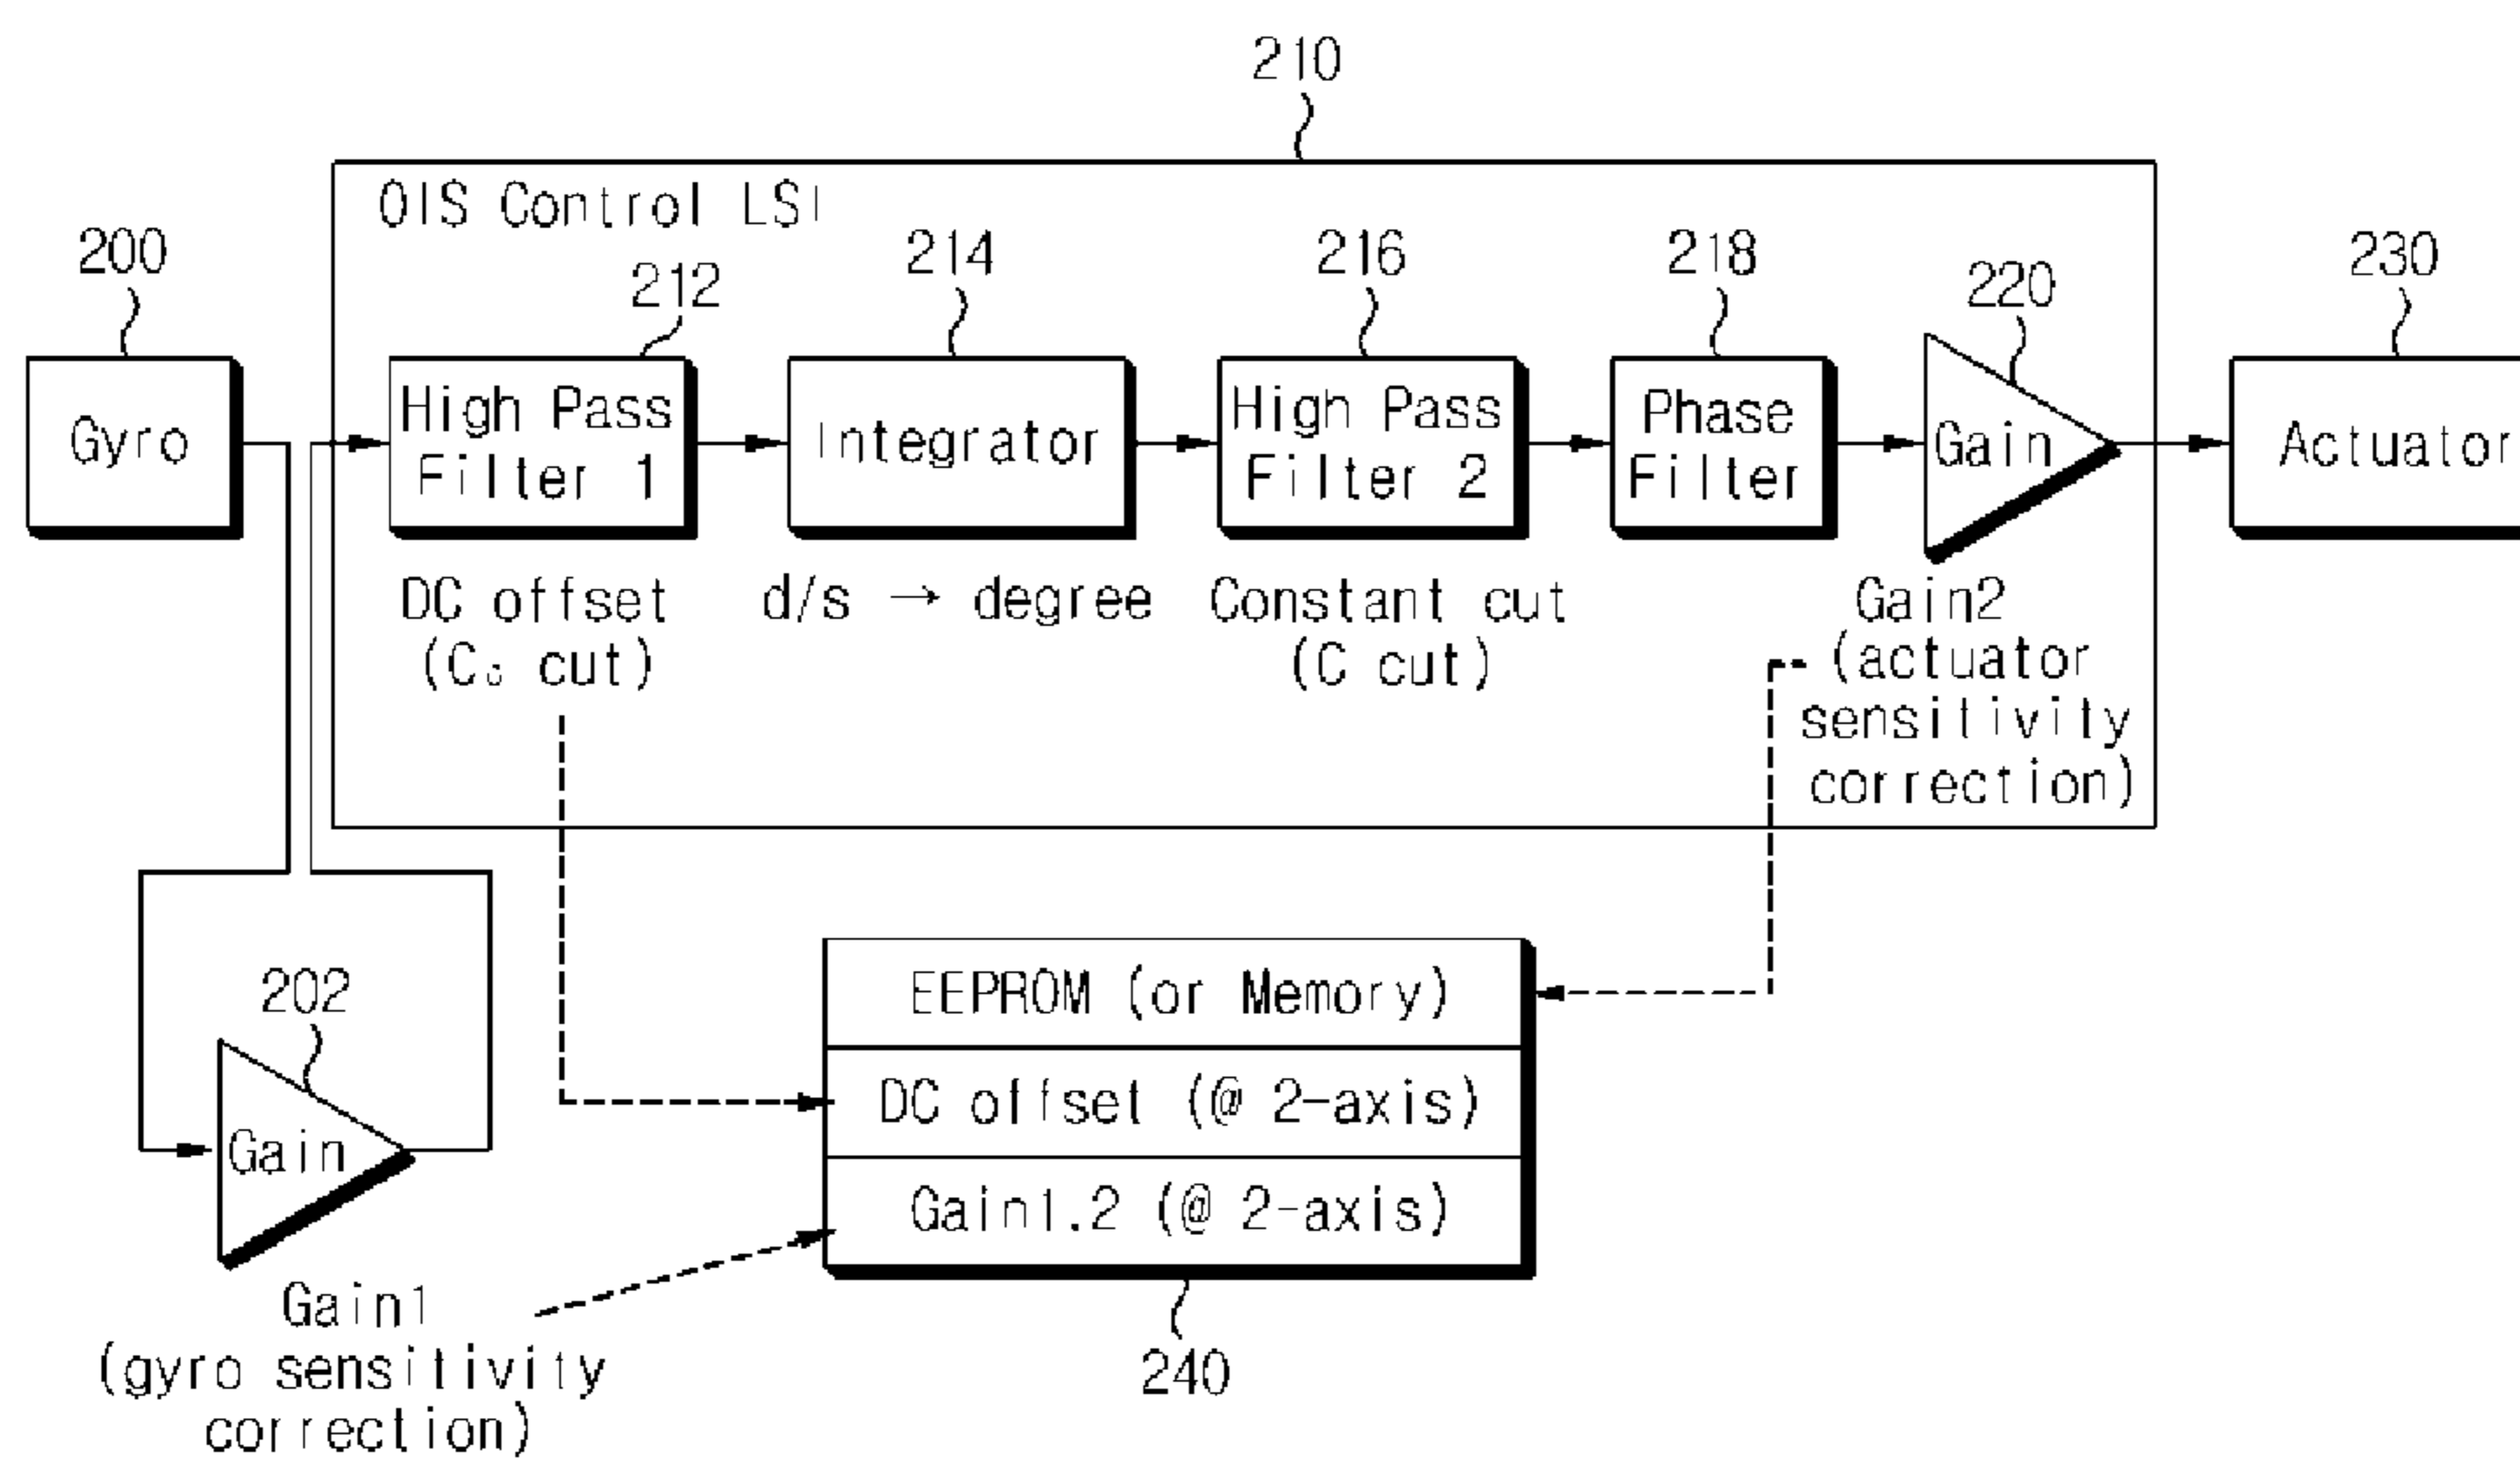 210
OIS Control LSI
200
212
214
216
218
220
230
Gyro
High Pass
Filter 1
Integrator
High Pass
Filter 2
Phase
Filter
Gain
Actuator
DC offset
(C₀ cut)
d/s → degree
Constant cut
(C cut)
Gain2
(actuator
sensitivity
correction)
202
Gain
EEPROM (or Memory)
DC offset (@ 2-axis)
Gain1.2 (@ 2-axis)
Gain1
(gyro sensitivity
correction)
240